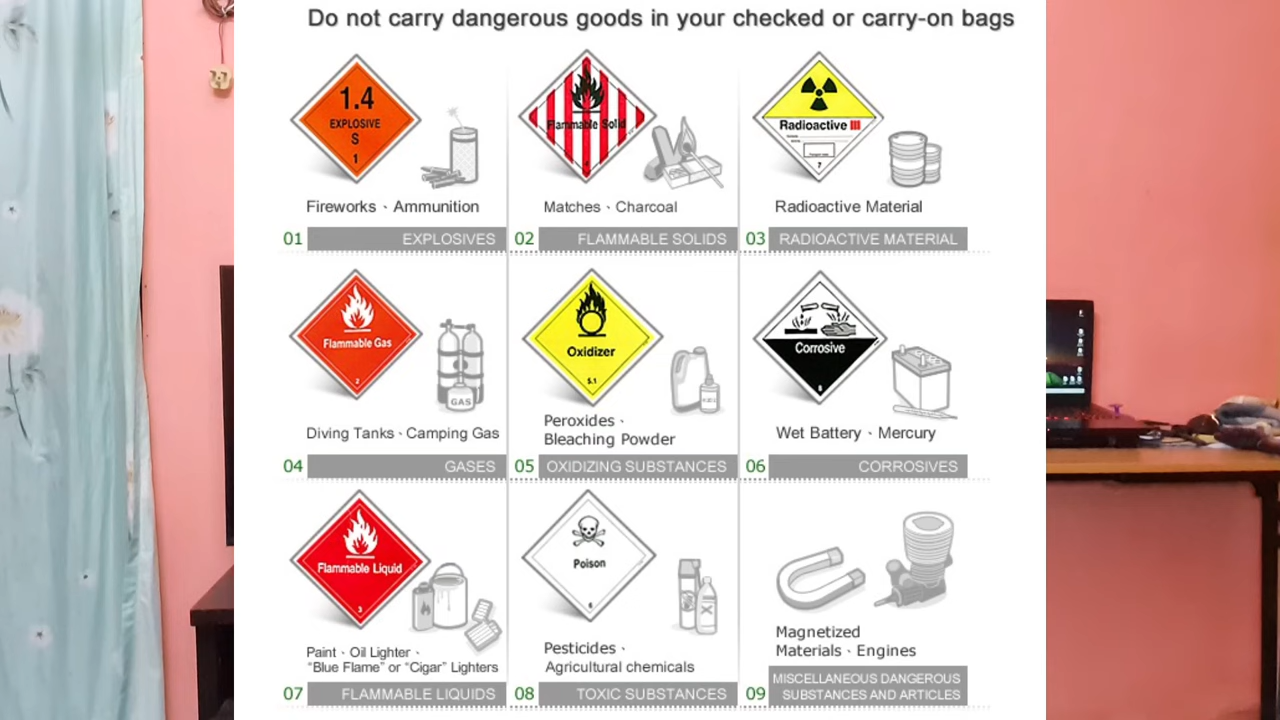 Do not carry dangerous goods in your checked or carry-on bags
1.4
EXPLOSIVE
S
1
Fireworks、Ammunition
01 EXPLOSIVES
Flammable Solid
Matches、Charcoal
02 FLAMMABLE SOLIDS
Radioactive III
7
Radioactive Material
03 RADIOACTIVE MATERIAL
Flammable Gas
2
GAS
Diving Tanks、Camping Gas
04 GASES
Oxidizer
5.1
Peroxides、
Bleaching Powder
05 OXIDIZING SUBSTANCES
Corrosive
8
Wet Battery、Mercury
06 CORROSIVES
Flammable Liquid
3
Paint、Oil Lighter、
“Blue Flame” or “Cigar” Lighters
07 FLAMMABLE LIQUIDS
Poison
6
Pesticides、
Agricultural chemicals
08 TOXIC SUBSTANCES
Magnetized
Materials、Engines
09 MISCELLANEOUS DANGEROUS
SUBSTANCES AND ARTICLES